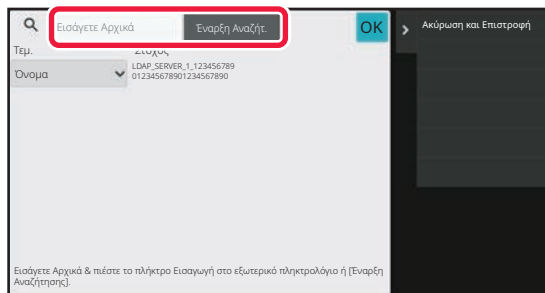 Εισάγετε Αρχικά Έναρξη Αναζήτ. OK
Ακύρωση και Επιστροφή
Τεμ. Στόχος
Όνομα LDAP_SERVER_1_123456789
012345678901234567890
Εισάγετε Αρχικά & πιέστε το πλήκτρο Εισαγωγή στο εξωτερικό πληκτρολόγιο ή [Έναρξη
Αναζήτησης].